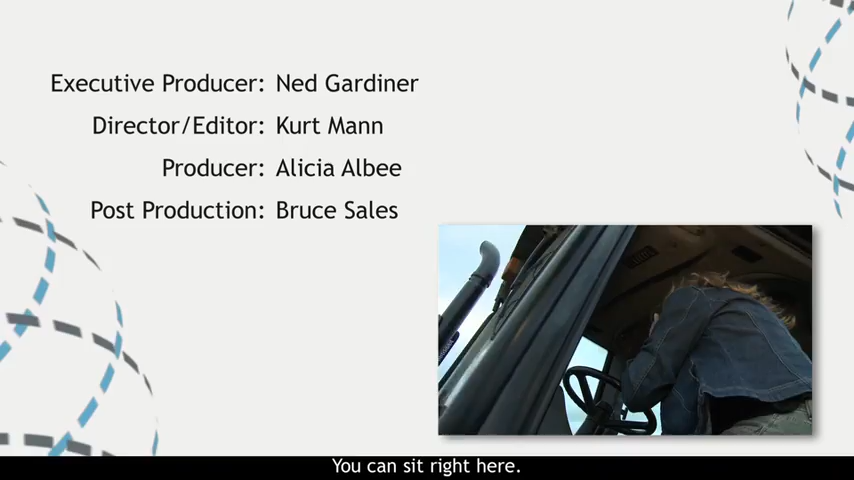 Executive Producer: Ned Gardiner
Director/Editor: Kurt Mann
Producer: Alicia Albee
Post Production: Bruce Sales
You can sit right here.